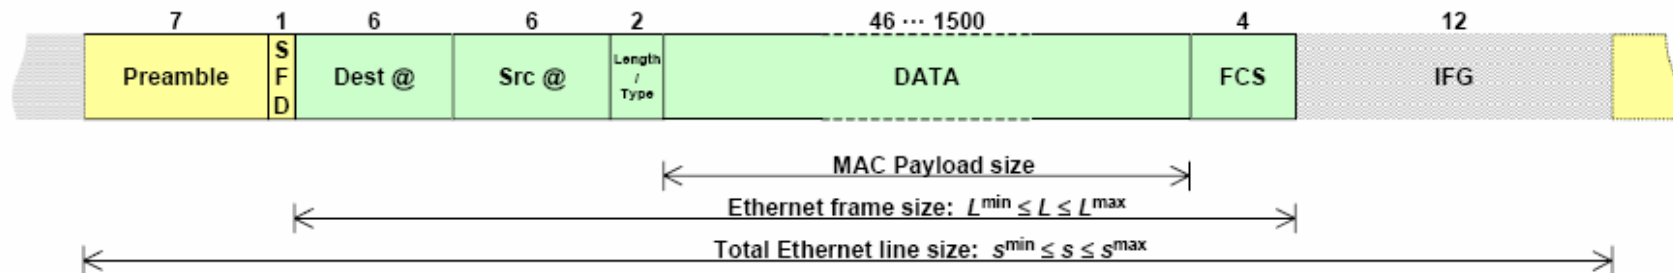 7 1 6 6 2 46 ··· 1500 4 12
Preamble SFD Dest @ Src @ Length / Type DATA FCS IFG
MAC Payload size
Ethernet frame size: Lmin ≤ L ≤ Lmax
Total Ethernet line size: smin ≤ s ≤ smax